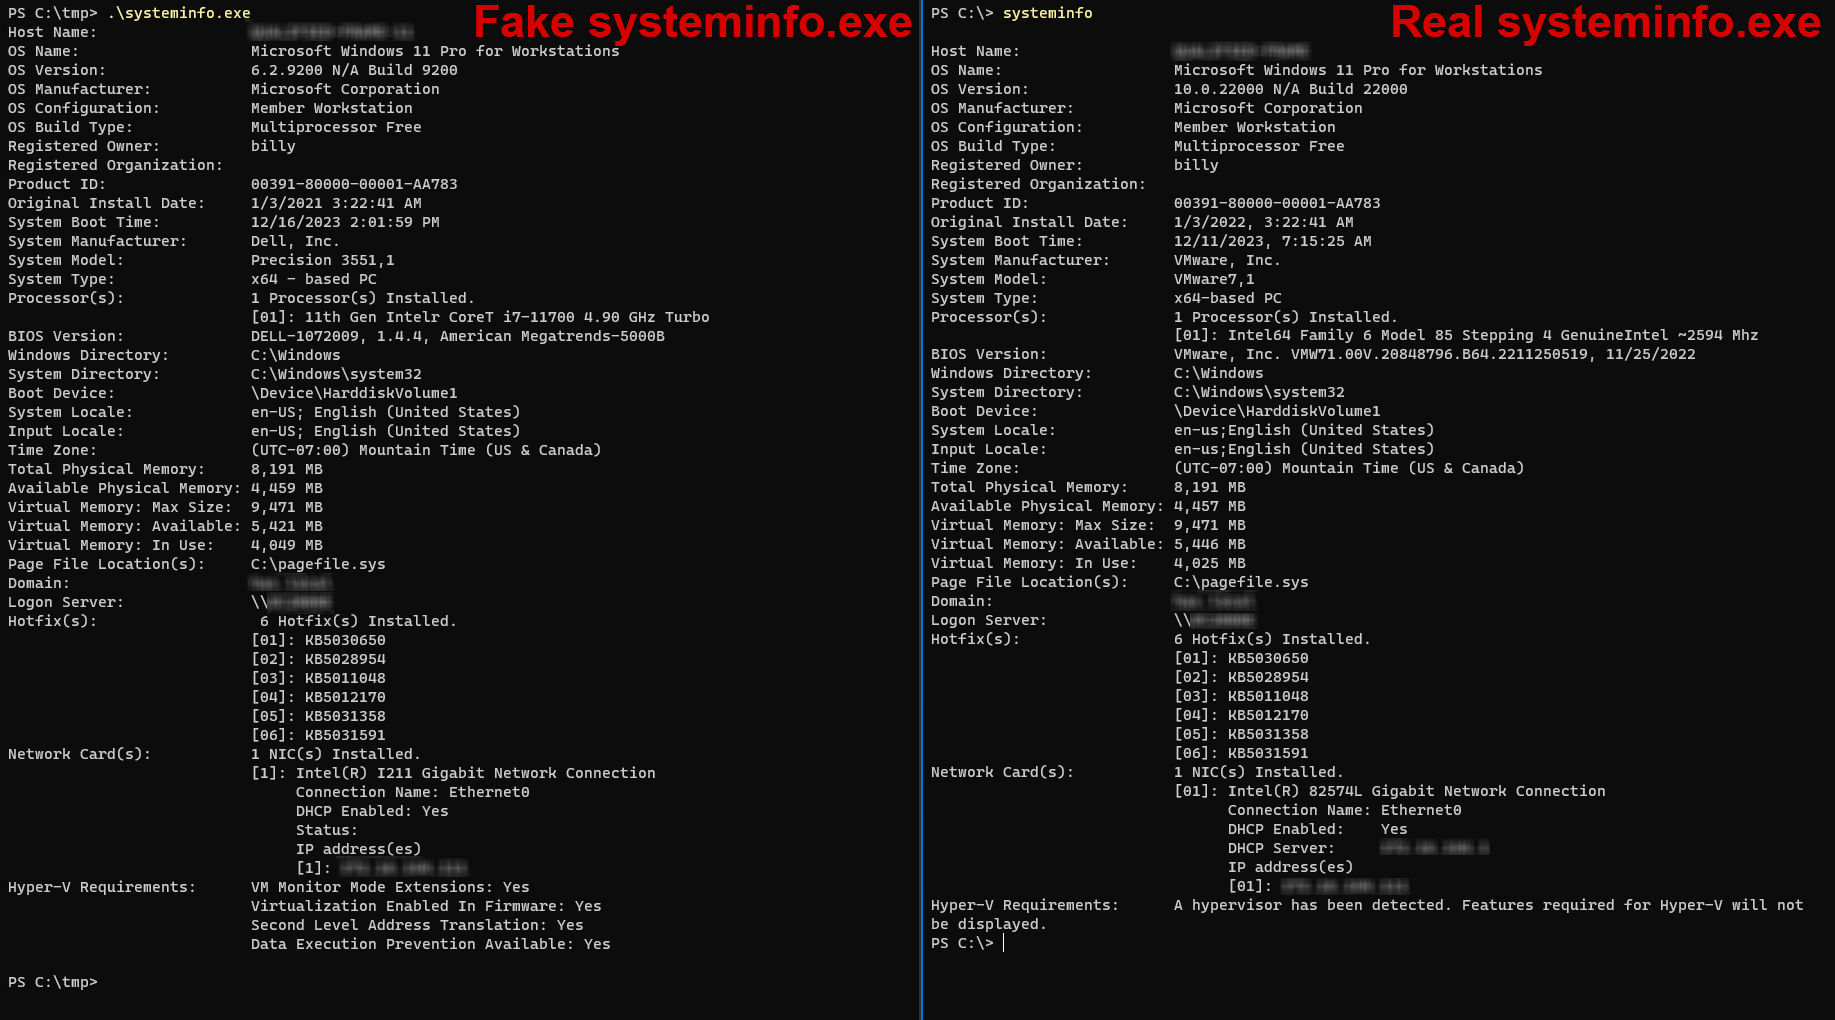 PS C:\tmp> .\systeminfo.exe
Fake systeminfo.exe
Host Name:
OS Name: Microsoft Windows 11 Pro for Workstations
OS Version: 6.2.9200 N/A Build 9200
OS Manufacturer: Microsoft Corporation
OS Configuration: Member Workstation
OS Build Type: Multiprocessor Free
Registered Owner: billy
Registered Organization:
Product ID: 00391-80000-00001-AA783
Original Install Date: 1/3/2021 3:22:41 AM
System Boot Time: 12/16/2023 2:01:59 PM
System Manufacturer: Dell, Inc.
System Model: Precision 3551,1
System Type: x64 - based PC
Processor(s): 1 Processor(s) Installed.
[01]: 11th Gen Intelr CoreT i7-11700 4.90 GHz Turbo
BIOS Version: DELL-1072009, 1.4.4, American Megatrends-5000B
Windows Directory: C:\Windows
System Directory: C:\Windows\system32
Boot Device: \Device\HarddiskVolume1
System Locale: en-US; English (United States)
Input Locale: en-US; English (United States)
Time Zone: (UTC-07:00) Mountain Time (US & Canada)
Total Physical Memory: 8,191 MB
Available Physical Memory: 4,459 MB
Virtual Memory: Max Size: 9,471 MB
Virtual Memory: Available: 5,421 MB
Virtual Memory: In Use: 4,049 MB
Page File Location(s): C:\pagefile.sys
Domain:
Logon Server: \\
Hotfix(s): 6 Hotfix(s) Installed.
[01]: KB5030650
[02]: KB5028954
[03]: KB5011048
[04]: KB5012170
[05]: KB5031358
[06]: KB5031591
Network Card(s): 1 NIC(s) Installed.
[1]: Intel(R) I211 Gigabit Network Connection
Connection Name: Ethernet0
DHCP Enabled: Yes
Status:
IP address(es)
[1]:
Hyper-V Requirements: VM Monitor Mode Extensions: Yes
Virtualization Enabled In Firmware: Yes
Second Level Address Translation: Yes
Data Execution Prevention Available: Yes
PS C:\tmp>
PS C:\> systeminfo
Real systeminfo.exe
Host Name:
OS Name: Microsoft Windows 11 Pro for Workstations
OS Version: 10.0.22000 N/A Build 22000
OS Manufacturer: Microsoft Corporation
OS Configuration: Member Workstation
OS Build Type: Multiprocessor Free
Registered Owner: billy
Registered Organization:
Product ID: 00391-80000-00001-AA783
Original Install Date: 1/3/2022, 3:22:41 AM
System Boot Time: 12/11/2023, 7:15:25 AM
System Manufacturer: VMware, Inc.
System Model: VMware7,1
System Type: x64-based PC
Processor(s): 1 Processor(s) Installed.
[01]: Intel64 Family 6 Model 85 Stepping 4 GenuineIntel ~2594 Mhz
BIOS Version: VMware, Inc. VMW71.00V.20848796.B64.2211250519, 11/25/2022
Windows Directory: C:\Windows
System Directory: C:\Windows\system32
Boot Device: \Device\HarddiskVolume1
System Locale: en-us;English (United States)
Input Locale: en-us;English (United States)
Time Zone: (UTC-07:00) Mountain Time (US & Canada)
Total Physical Memory: 8,191 MB
Available Physical Memory: 4,457 MB
Virtual Memory: Max Size: 9,471 MB
Virtual Memory: Available: 5,446 MB
Virtual Memory: In Use: 4,025 MB
Page File Location(s): C:\pagefile.sys
Domain:
Logon Server: \\
Hotfix(s): 6 Hotfix(s) Installed.
[01]: KB5030650
[02]: KB5028954
[03]: KB5011048
[04]: KB5012170
[05]: KB5031358
[06]: KB5031591
Network Card(s): 1 NIC(s) Installed.
[01]: Intel(R) 82574L Gigabit Network Connection
Connection Name: Ethernet0
DHCP Enabled: Yes
DHCP Server:
IP address(es)
[01]:
Hyper-V Requirements: A hypervisor has been detected. Features required for Hyper-V will not
be displayed.
PS C:\>